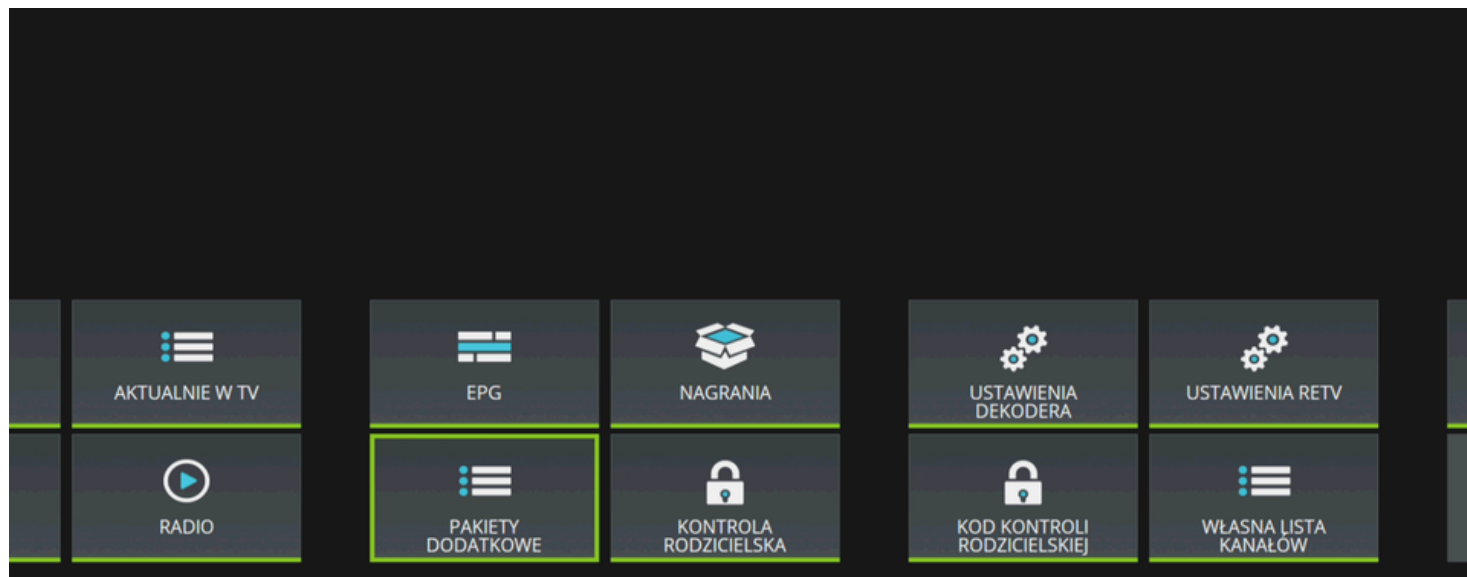 AKTUALNIE W TV
EPG
NAGRANIA
USTAWIENIA
DEKODERA
USTAWIENIA RETV
RADIO
PAKIETY
DODATKOWE
KONTROLA
RODZICIELSKA
KOD KONTROLI
RODZICIELSKIEJ
WŁASNA LISTA
KANAŁÓW